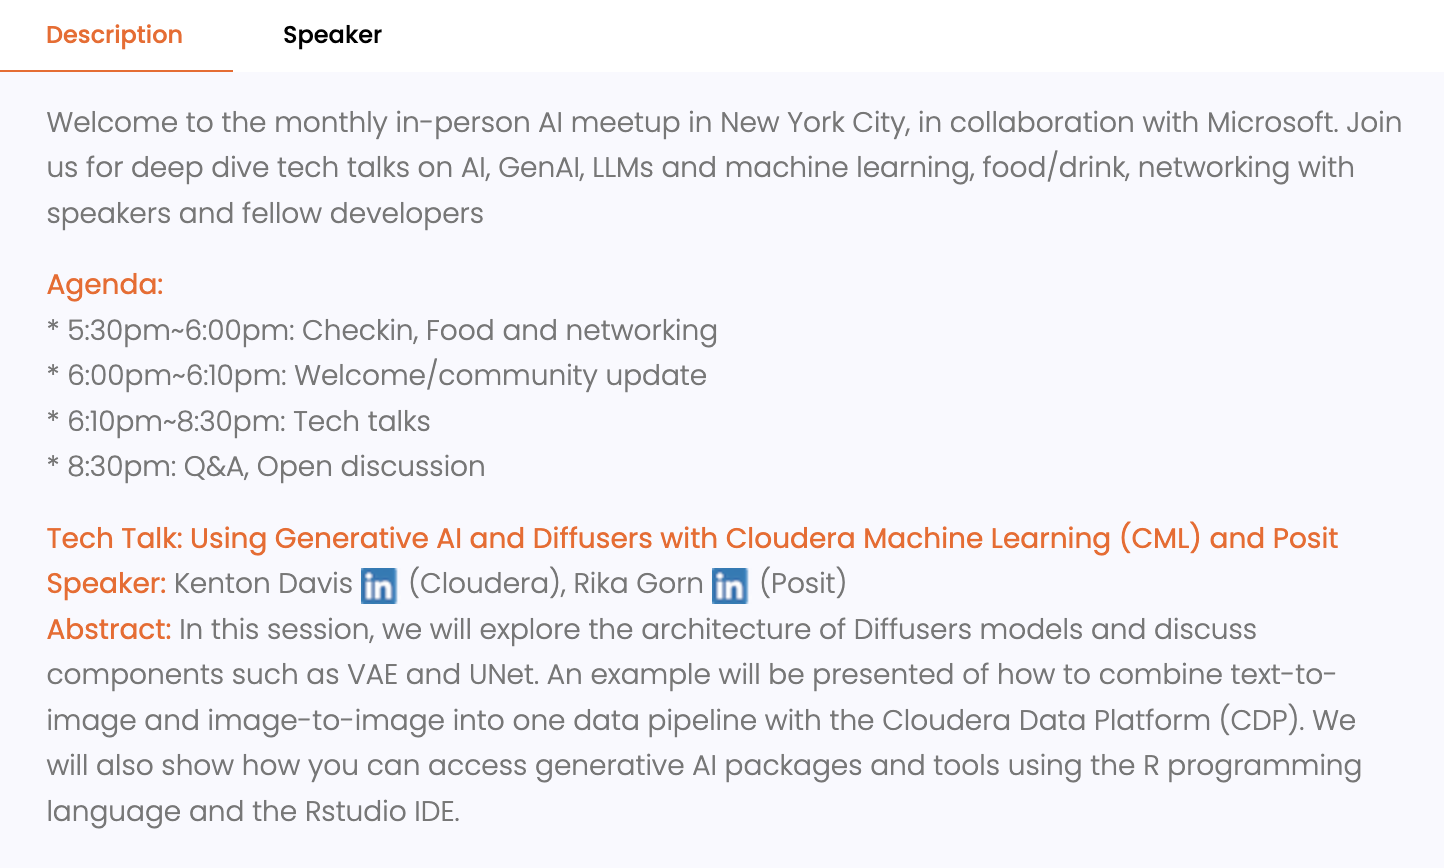 Description
Speaker
Welcome to the monthly in-person AI meetup in New York City, in collaboration with Microsoft. Join
us for deep dive tech talks on AI, GenAI, LLMs and machine learning, food/drink, networking with
speakers and fellow developers
Agenda:
* 5:30pm~6:00pm: Checkin, Food and networking
* 6:00pm~6:10pm: Welcome/community update
* 6:10pm~8:30pm: Tech talks
* 8:30pm: Q&A, Open discussion
Tech Talk: Using Generative AI and Diffusers with Cloudera Machine Learning (CML) and Posit
Speaker: Kenton Davis in (Cloudera), Rika Gorn in (Posit)
Abstract: In this session, we will explore the architecture of Diffusers models and discuss
components such as VAE and UNet. An example will be presented of how to combine text-to-
image and image-to-image into one data pipeline with the Cloudera Data Platform (CDP). We
will also show how you can access generative AI packages and tools using the R programming
language and the Rstudio IDE.